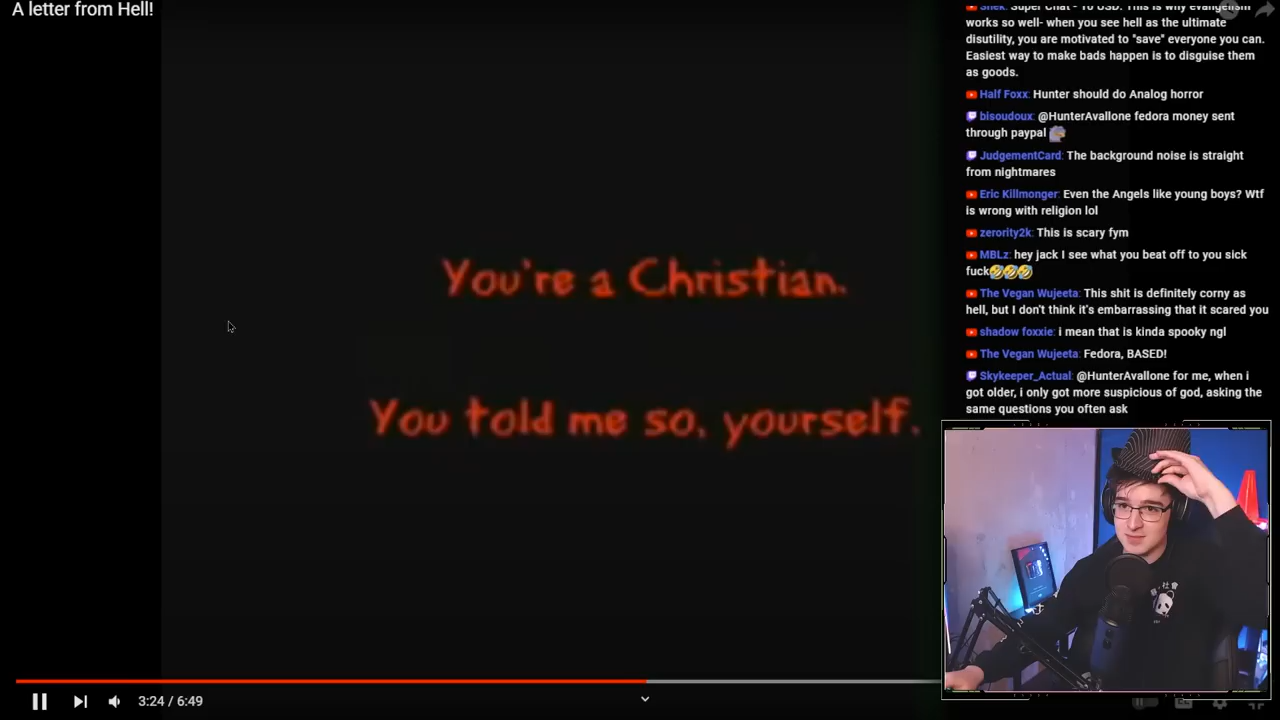 A letter from Hell!
Shek: Super Chat - 10 USD: This is why evangelism
works so well- when you see hell as the ultimate
disutility, you are motivated to "save" everyone you can.
Easiest way to make bads happen is to disguise them
as goods.
Half Foxx: Hunter should do Analog horror
bisoudoux: @HunterAvallone fedora money sent
through paypal
JudgementCard: The background noise is straight
from nightmares
Eric Killmonger: Even the Angels like young boys? Wtf
is wrong with religion lol
zerority2k: This is scary fym
MBLz: hey jack I see what you beat off to you sick
fuck🤣🤣🤣
The Vegan Wujeeta: This shit is definitely corny as
hell, but I don't think it's embarrassing that it scared you
shadow foxxie: i mean that is kinda spooky ngl
The Vegan Wujeeta: Fedora, BASED!
Skykeeper_Actual: @HunterAvallone for me, when i
got older, i only got more suspicious of god, asking the
same questions you often ask
You're a Christian.
You told me so, yourself.
3:24 / 6:49